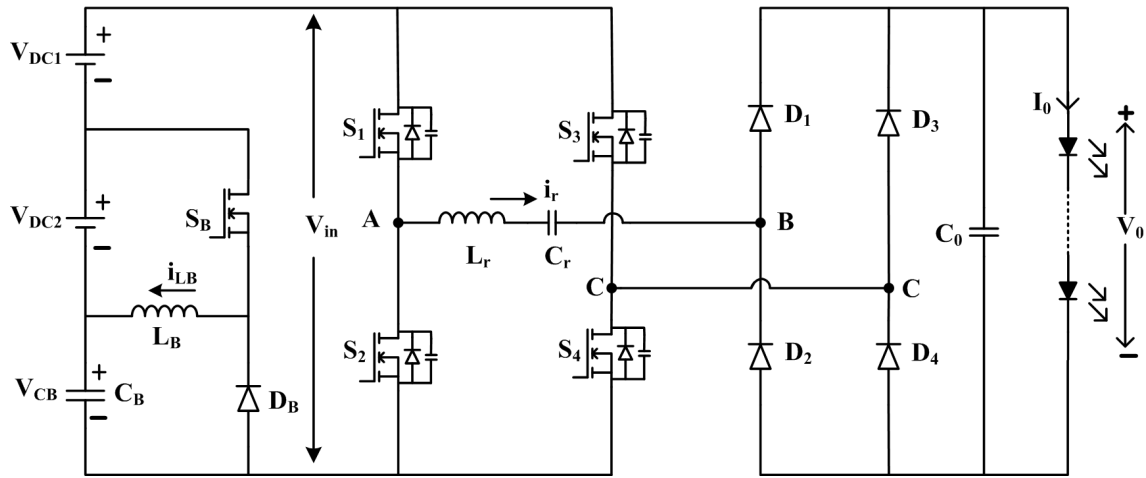 V_DC1
+
−
V_DC2
+
−
S_B
i_LB
L_B
V_CB
+
−
C_B
D_B
V_in
S_1
S_2
A
i_r
L_r
C_r
S_3
C
S_4
B
D_1
D_2
D_3
C
D_4
C_0
I_0
+
V_0
−